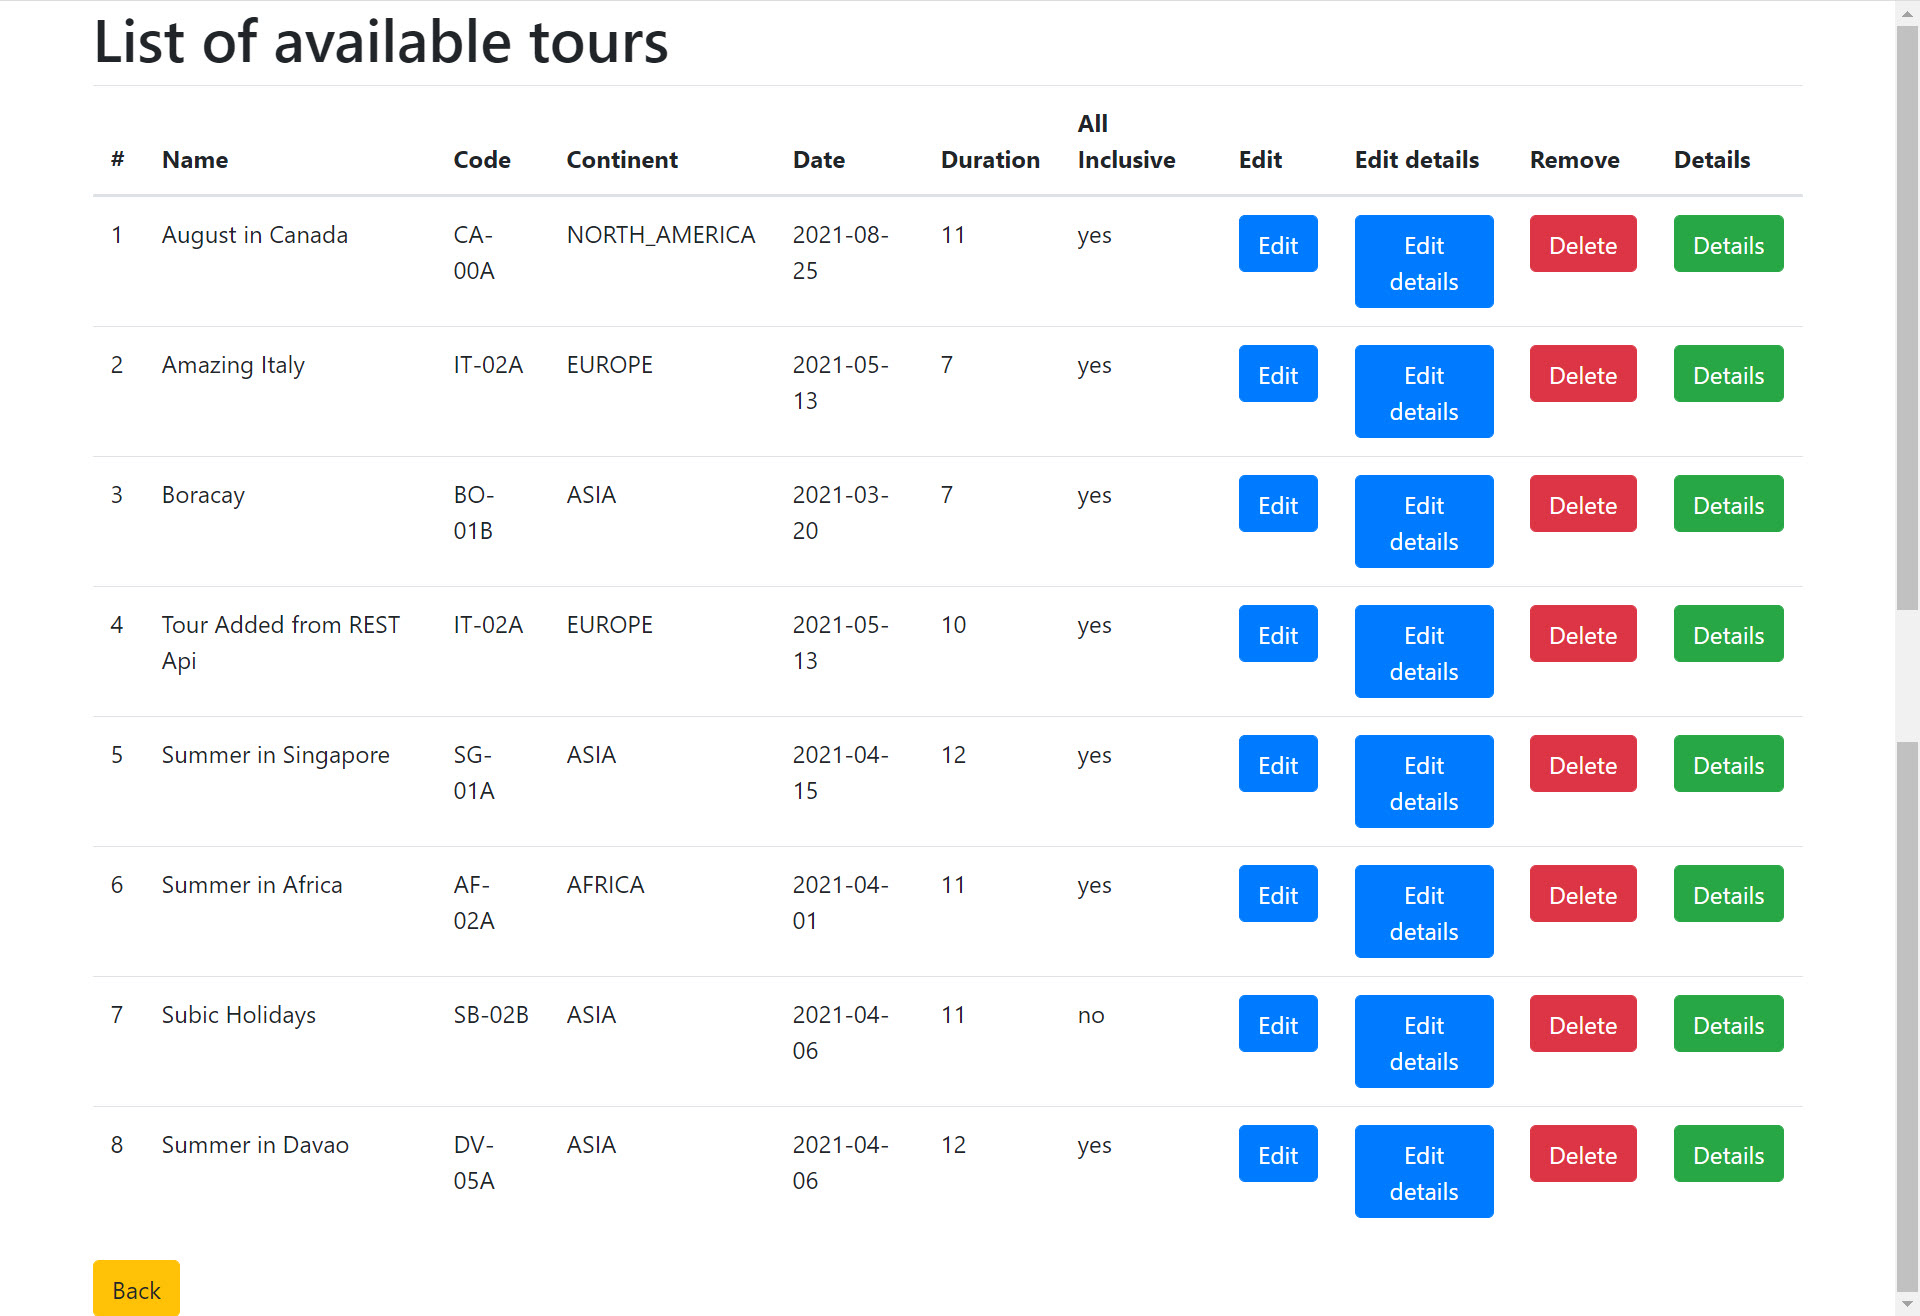 List of available tours
# Name Code Continent Date Duration All Inclusive Edit Edit details Remove Details
1 August in Canada CA-00A NORTH_AMERICA 2021-08-25 11 yes Edit Edit details Delete Details
2 Amazing Italy IT-02A EUROPE 2021-05-13 7 yes Edit Edit details Delete Details
3 Boracay BO-01B ASIA 2021-03-20 7 yes Edit Edit details Delete Details
4 Tour Added from REST Api IT-02A EUROPE 2021-05-13 10 yes Edit Edit details Delete Details
5 Summer in Singapore SG-01A ASIA 2021-04-15 12 yes Edit Edit details Delete Details
6 Summer in Africa AF-02A AFRICA 2021-04-01 11 yes Edit Edit details Delete Details
7 Subic Holidays SB-02B ASIA 2021-04-06 11 no Edit Edit details Delete Details
8 Summer in Davao DV-05A ASIA 2021-04-06 12 yes Edit Edit details Delete Details
Back